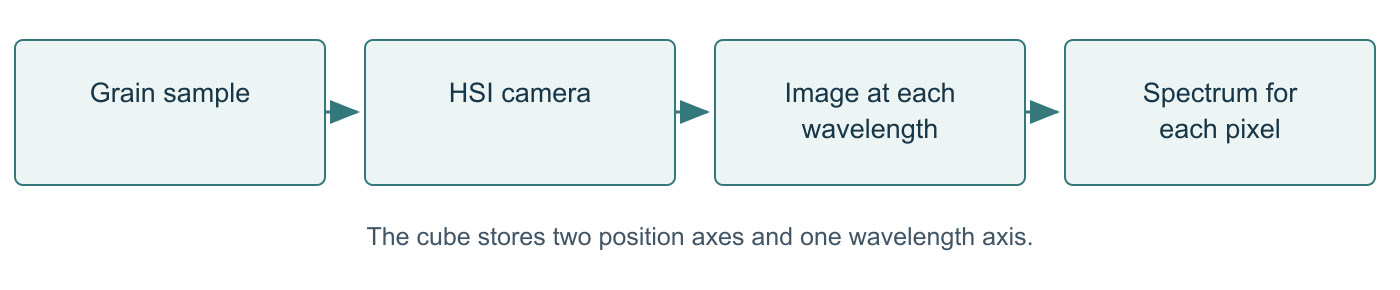 Grain sample
HSI camera
Image at each
wavelength
Spectrum for
each pixel
The cube stores two position axes and one wavelength axis.